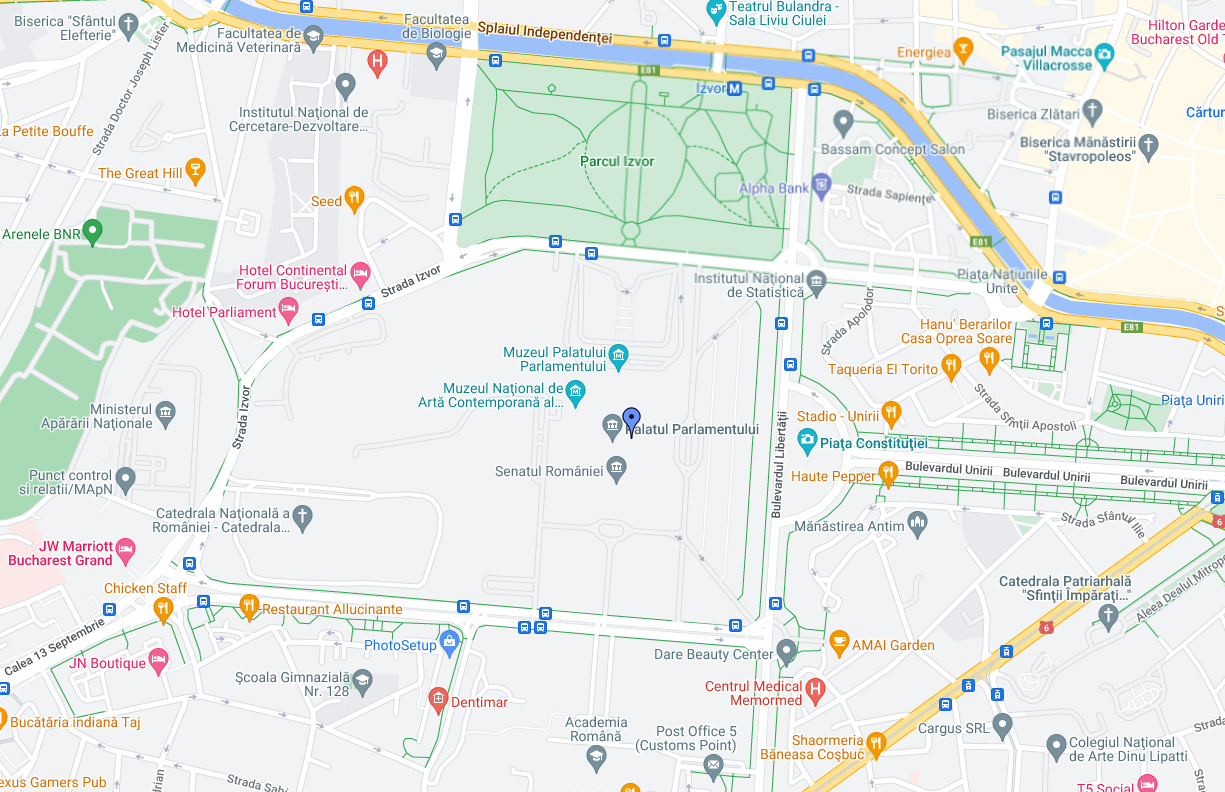 Biserica "Sfântul
Elefterie"
Facultatea de
Medicină Veterinară
Facultatea
de Biologie
Splaiul Independenței
Teatrul Bulandra -
Sala Liviu Ciulei
Hilton Garde
Bucharest Old T
Energiea
Pasajul Macca
- Villacrosse
E81
Izvor
M
H
Strada Doctor Joseph Lister
Institutul Național de
Cercetare-Dezvoltare...
La Petite Bouffe
Biserica Zlătari
Cărtur
Biserica Mănăstirii
"Stavropoleos"
Bassam Concept Salon
Parcul Izvor
The Great Hill
Seed
Alpha Bank
Strada Sapienței
Arenele BNR
E81
Hotel Continental
Forum București...
Strada Izvor
Institutul Național
de Statistică
Piața Națiunile
Unite
Hotel Parliament
Strada Apolodor
Hanu' Berarilor
Casa Oprea Soare
E81
Muzeul Palatului
Parlamentului
Taqueria El Torito
Muzeul Național de
Artă Contemporană al...
Strada Sfinții Apostoli
Piața Uniri
Ministerul
Apărării Naționale
Strada Izvor
Palatul Parlamentului
Stadio - Unirii
Piața Constituției
Bulevardul Libertății
Senatul României
Haute Pepper
Bulevardul Unirii
Bulevardul Unirii
Bulevardul Unirii
Punct control
si relatii/MApN
Catedrala Națională a
României - Catedrala...
Mănăstirea Antim
Strada Sfântul Ilie
6
JW Marriott
Bucharest Grand
Chicken Staff
Restaurant Allucinante
Catedrala Patriarhală
"Sfinții Împărați..."
Aleea Dealul Mitropo
Calea 13 Septembrie
6
PhotoSetup
AMAI Garden
Dare Beauty Center
JN Boutique
Școala Gimnazială
Nr. 128
Centrul Medical
Memormed
H
Dentimar
Bucătăria indiană Taj
Academia
Română
Post Office 5
(Customs Point)
Shaormeria
Băneasa Coșbuc
Cargus SRL
Colegiul Național
de Arte Dinu Lipatti
exus Gamers Pub
T5 Social